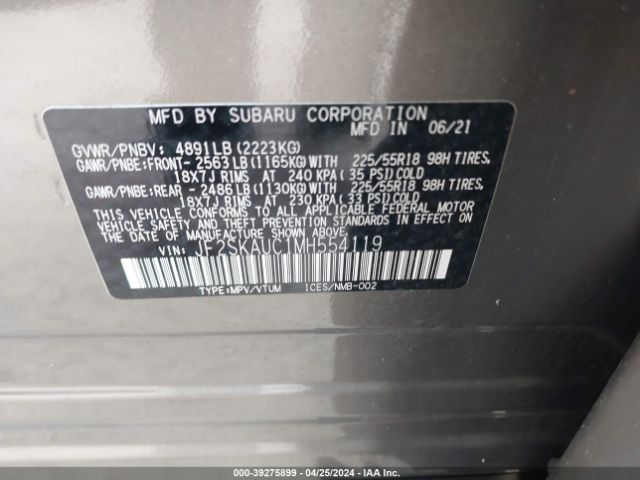 MFD BY SUBARU CORPORATION
MFD IN 06/21
GVWR/PNBV: 4891LB(2223KG)
GAWR/PNBE:FRONT- 2563LB(1165KG)WITH 225/55R18 98H TIRES,
18X7J RIMS AT 240 KPA(35 PSI)COLD
GAWR/PNBE:REAR - 2486LB(1130KG)WITH 225/55R18 98H TIRES,
18X7J RIMS AT 230 KPA(33 PSI)COLD
THIS VEHICLE CONFORMS TO ALL APPLICABLE FEDERAL MOTOR
VEHICLE SAFETY AND THEFT PREVENTION STANDARDS
IN EFFECT ON THE DATE OF MANUFACTURE SHOWN ABOVE.
VIN: JF2SKAUC1MH554119
TYPE:MPV/VTUM ICES/NMB-002
000-39275899 - 04/25/2024 - IAA Inc.